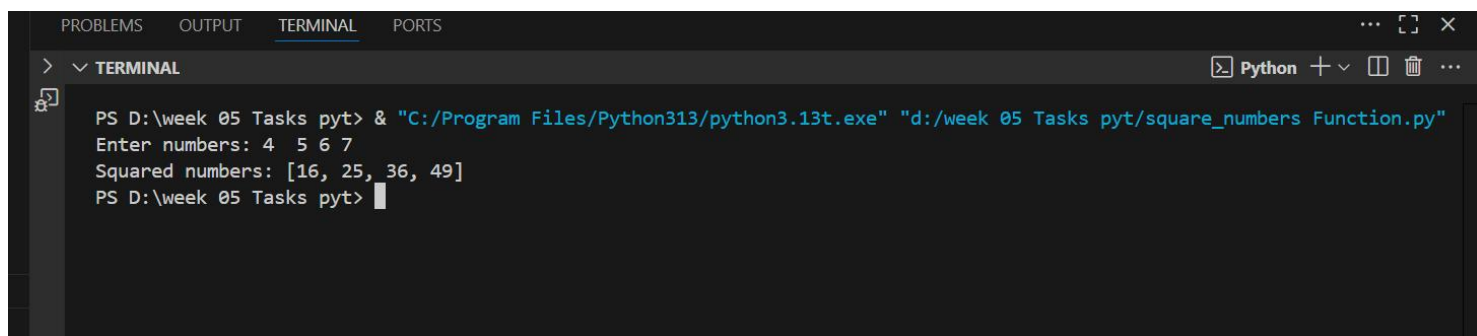 PROBLEMS OUTPUT TERMINAL PORTS
TERMINAL Python
PS D:\week 05 Tasks pyt> & "C:/Program Files/Python313/python3.13t.exe" "d:/week 05 Tasks pyt/square_numbers Function.py"
Enter numbers: 4  5 6 7
Squared numbers: [16, 25, 36, 49]
PS D:\week 05 Tasks pyt>